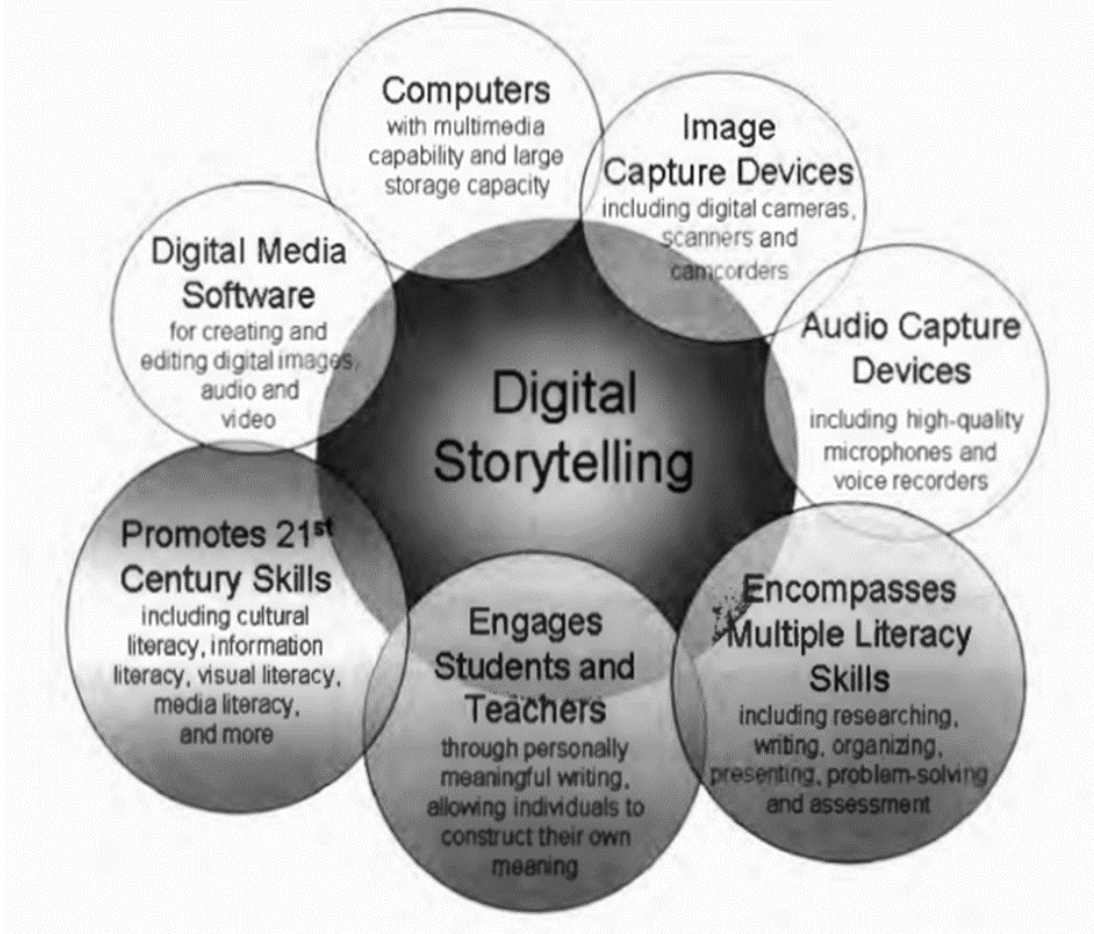 Computers
with multimedia
capability and large
storage capacity
Image
Capture Devices
including digital cameras,
scanners and
camcorders
Digital Media
Software
for creating and
editing digital images,
audio and
video
Audio Capture
Devices
including high-quality
microphones and
voice recorders
Digital
Storytelling
Promotes 21st
Century Skills
including cultural
literacy, information
literacy, visual literacy,
media literacy,
and more
Engages
Students and
Teachers
through personally
meaningful writing,
allowing individuals to
construct their own
meaning
Encompasses
Multiple Literacy
Skills
including researching,
writing, organizing,
presenting, problem-solving
and assessment